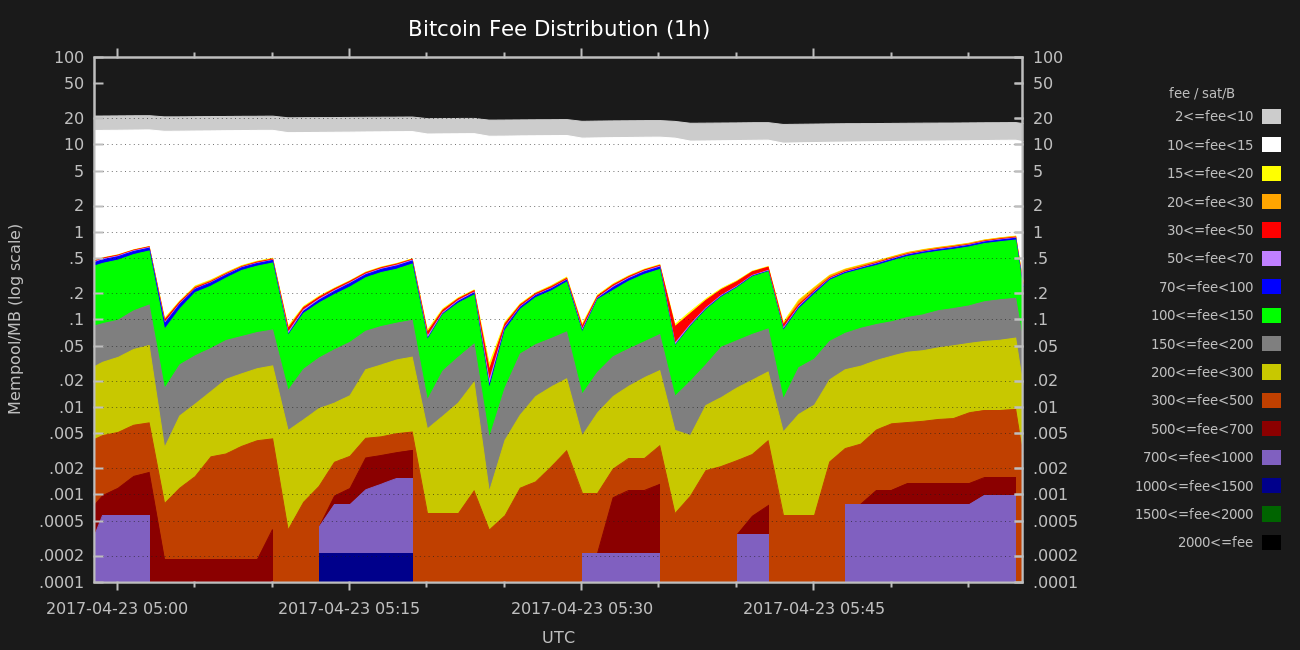 Bitcoin Fee Distribution (1h)
100 100
50 50
20 20
10 10
5 5
2 2
1 1
.5 .5
.2 .2
.1 .1
.05 .05
.02 .02
.01 .01
.005 .005
.002 .002
.001 .001
.0005 .0005
.0002 .0002
.0001 .0001
Mempool/MB (log scale)
2017-04-23 05:00 2017-04-23 05:15 2017-04-23 05:30 2017-04-23 05:45
UTC
fee / sat/B
2<=fee<10
10<=fee<15
15<=fee<20
20<=fee<30
30<=fee<50
50<=fee<70
70<=fee<100
100<=fee<150
150<=fee<200
200<=fee<300
300<=fee<500
500<=fee<700
700<=fee<1000
1000<=fee<1500
1500<=fee<2000
2000<=fee